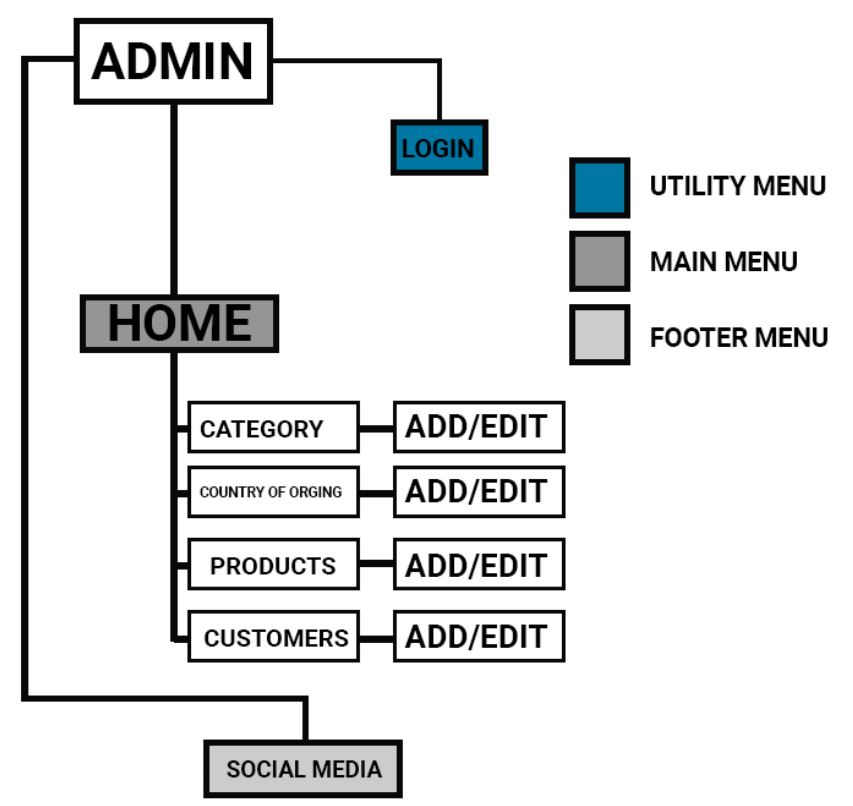 ADMIN
LOGIN
UTILITY MENU
MAIN MENU
FOOTER MENU
HOME
CATEGORY
ADD/EDIT
COUNTRY OF ORGING
ADD/EDIT
PRODUCTS
ADD/EDIT
CUSTOMERS
ADD/EDIT
SOCIAL MEDIA